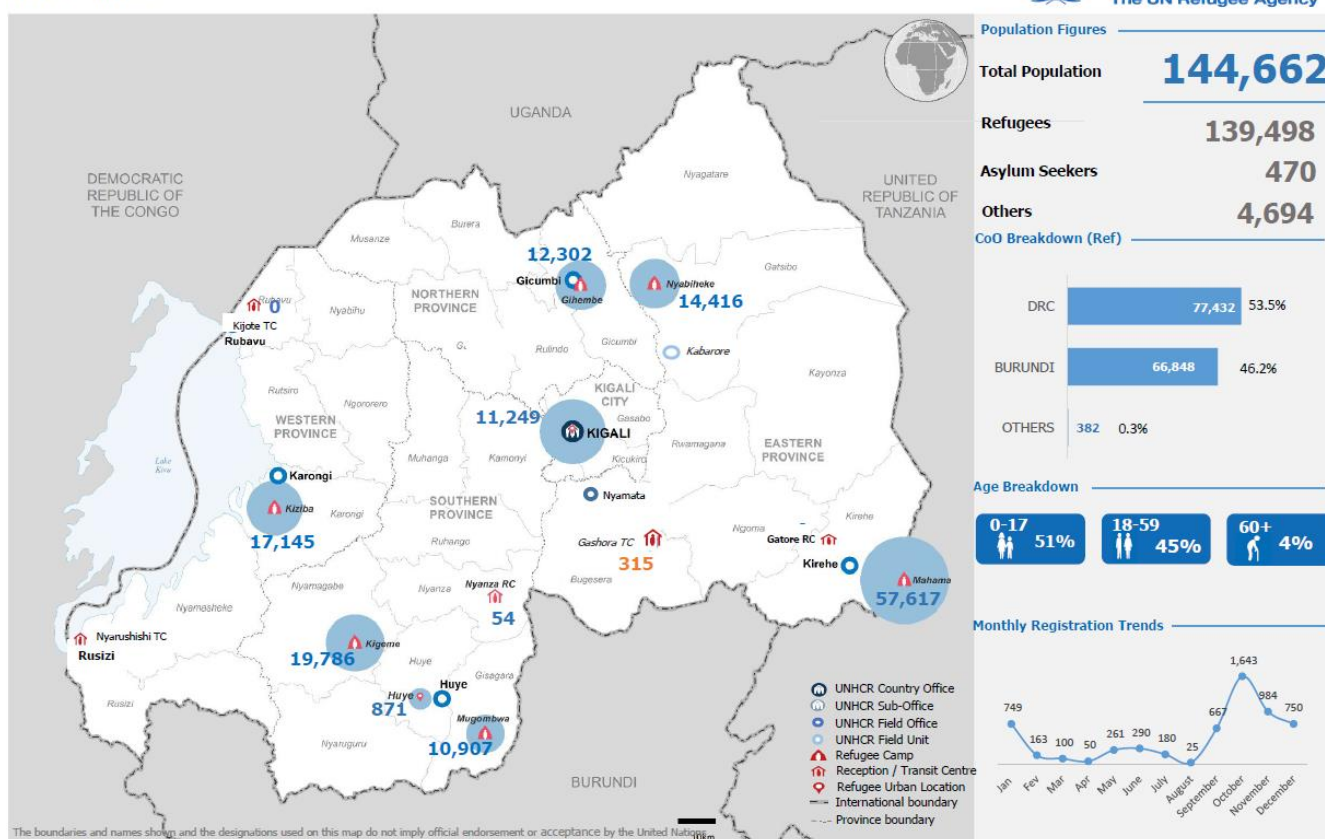 The UN Refugee Agency
Population Figures
Total Population 144,662
Refugees 139,498
Asylum Seekers 470
Others 4,694
CoO Breakdown (Ref)
DRC 77,432 53.5%
BURUNDI 66,848 46.2%
OTHERS 382 0.3%
Age Breakdown
0-17 51%
18-59 45%
60+ 4%
Monthly Registration Trends
749 163 100 50 261 290 180 25 667 1,643 984 750
Jan Fev Mar Apr May June July August September October November December
UGANDA
DEMOCRATIC
REPUBLIC OF
THE CONGO
UNITED
REPUBLIC OF
TANZANIA
BURUNDI
Nyagatare
Burera
Musanze
12,302
Gicumbi
Gihembe
Nyabiheke
14,416
Gatsibo
Rubavu
0
Kijote TC
Rubavu
Nyabihu
NORTHERN
PROVINCE
G.
Rulindo
Gicumbi
Kabarore
Kayonza
Rutsiro
Ngororero
WESTERN
PROVINCE
KIGALI
CITY
Gasabo
11,249
KIGALI
Kicukiro
Rwamagana
EASTERN
PROVINCE
Muhanga
Kamonyi
Lake
Kivu
Karongi
Kiziba
Karongi
17,145
SOUTHERN
PROVINCE
Ruhango
Nyamata
Gashora TC
315
Bugesera
Ngoma
Kirehe
-
Gatore RC
Kirehe
Mahama
57,617
Nyamagabe
Nyanza
Nyanza RC
54
Nyamasheke
Nyarushishi TC
Rusizi
Rusizi
Kigeme
19,786
Huye
Gisagara
Huye
Huye
871
Mugombwa
10,907
Nyaruguru
UNHCR Country Office
UNHCR Sub-Office
UNHCR Field Office
UNHCR Field Unit
Refugee Camp
Reception / Transit Centre
Refugee Urban Location
International boundary
Province boundary
10km
The boundaries and names shown and the designations used on this map do not imply official endorsement or acceptance by the United Nations.